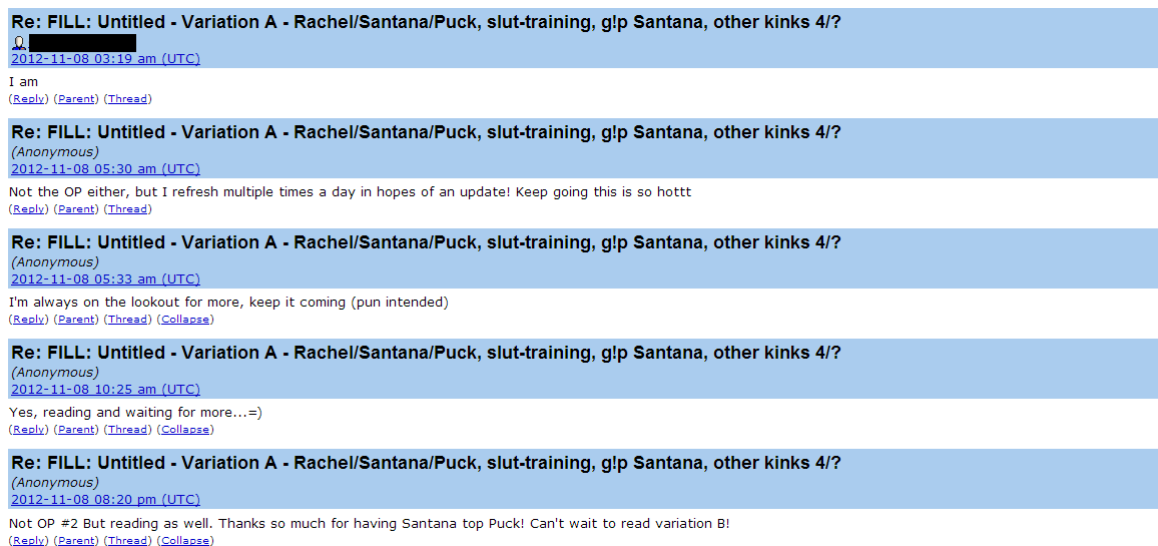 Re: FILL: Untitled - Variation A - Rachel/Santana/Puck, slut-training, g!p Santana, other kinks 4/?
2012-11-08 03:19 am (UTC)
I am
(Reply) (Parent) (Thread)
Re: FILL: Untitled - Variation A - Rachel/Santana/Puck, slut-training, g!p Santana, other kinks 4/?
(Anonymous)
2012-11-08 05:30 am (UTC)
Not the OP either, but I refresh multiple times a day in hopes of an update! Keep going this is so hottt
(Reply) (Parent) (Thread)
Re: FILL: Untitled - Variation A - Rachel/Santana/Puck, slut-training, g!p Santana, other kinks 4/?
(Anonymous)
2012-11-08 05:33 am (UTC)
I'm always on the lookout for more, keep it coming (pun intended)
(Reply) (Parent) (Thread) (Collapse)
Re: FILL: Untitled - Variation A - Rachel/Santana/Puck, slut-training, g!p Santana, other kinks 4/?
(Anonymous)
2012-11-08 10:25 am (UTC)
Yes, reading and waiting for more...=)
(Reply) (Parent) (Thread) (Collapse)
Re: FILL: Untitled - Variation A - Rachel/Santana/Puck, slut-training, g!p Santana, other kinks 4/?
(Anonymous)
2012-11-08 08:20 pm (UTC)
Not OP #2 But reading as well. Thanks so much for having Santana top Puck! Can't wait to read variation B!
(Reply) (Parent) (Thread) (Collapse)